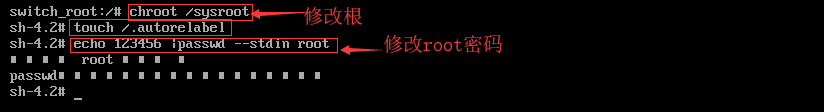 switch_root:/# chroot /sysroot
修改根
sh-4.2# touch /.autorelabel
sh-4.2# echo 123456 |passwd --stdin root
修改root密码
root
passwd
sh-4.2# _